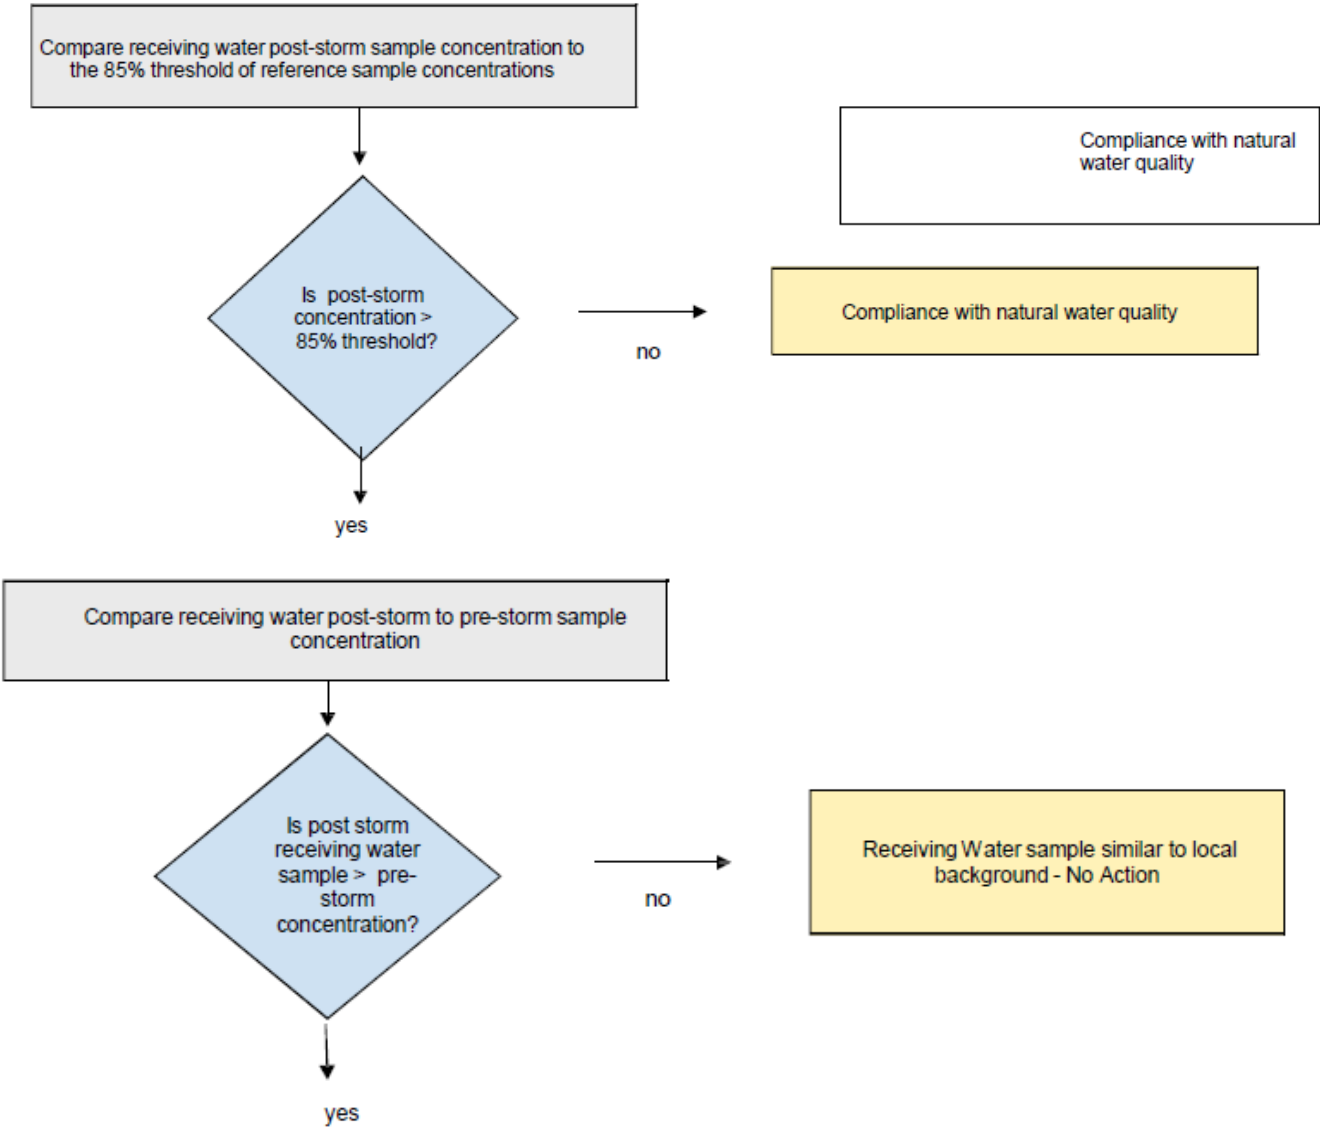 Compare receiving water post-storm sample concentration to
the 85% threshold of reference sample concentrations
Compliance with natural
water quality
Is post-storm
concentration >
85% threshold?
no
Compliance with natural water quality
yes
Compare receiving water post-storm to pre-storm sample
concentration
Is post storm
receiving water
sample > pre-
storm
concentration?
no
Receiving Water sample similar to local
background - No Action
yes